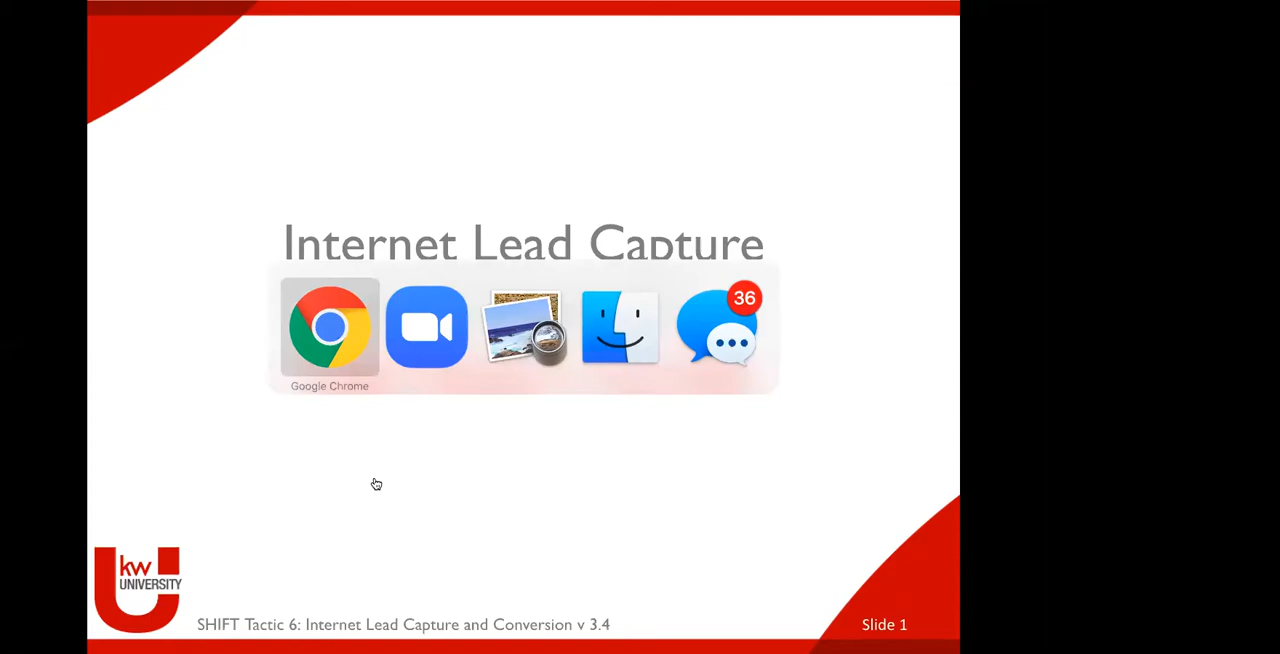 Internet Lead Capture
36
Google Chrome
kw
UNIVERSITY
SHIFT Tactic 6: Internet Lead Capture and Conversion v 3.4
Slide 1